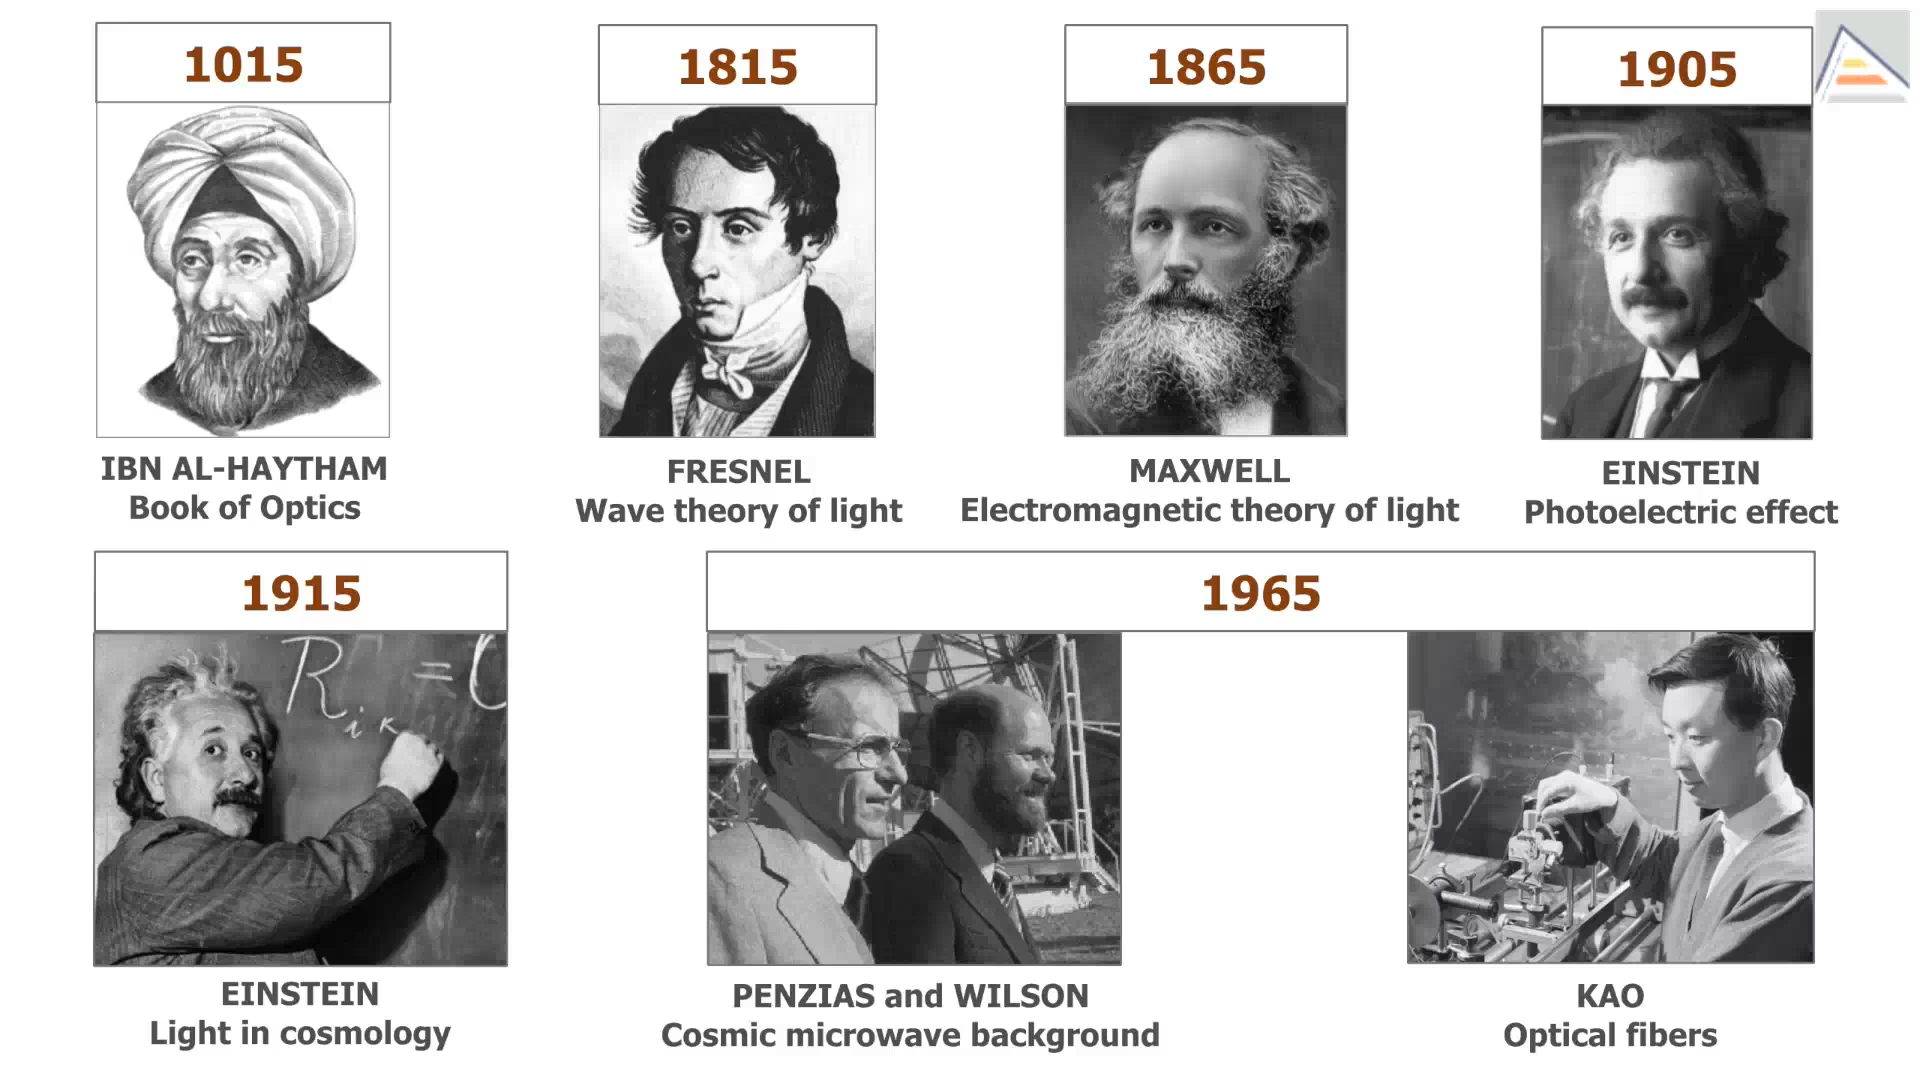 1015
IBN AL-HAYTHAM
Book of Optics
1815
FRESNEL
Wave theory of light
1865
MAXWELL
Electromagnetic theory of light
1905
EINSTEIN
Photoelectric effect
1915
R i κ = 
EINSTEIN
Light in cosmology
1965
PENZIAS and WILSON
Cosmic microwave background
KAO
Optical fibers